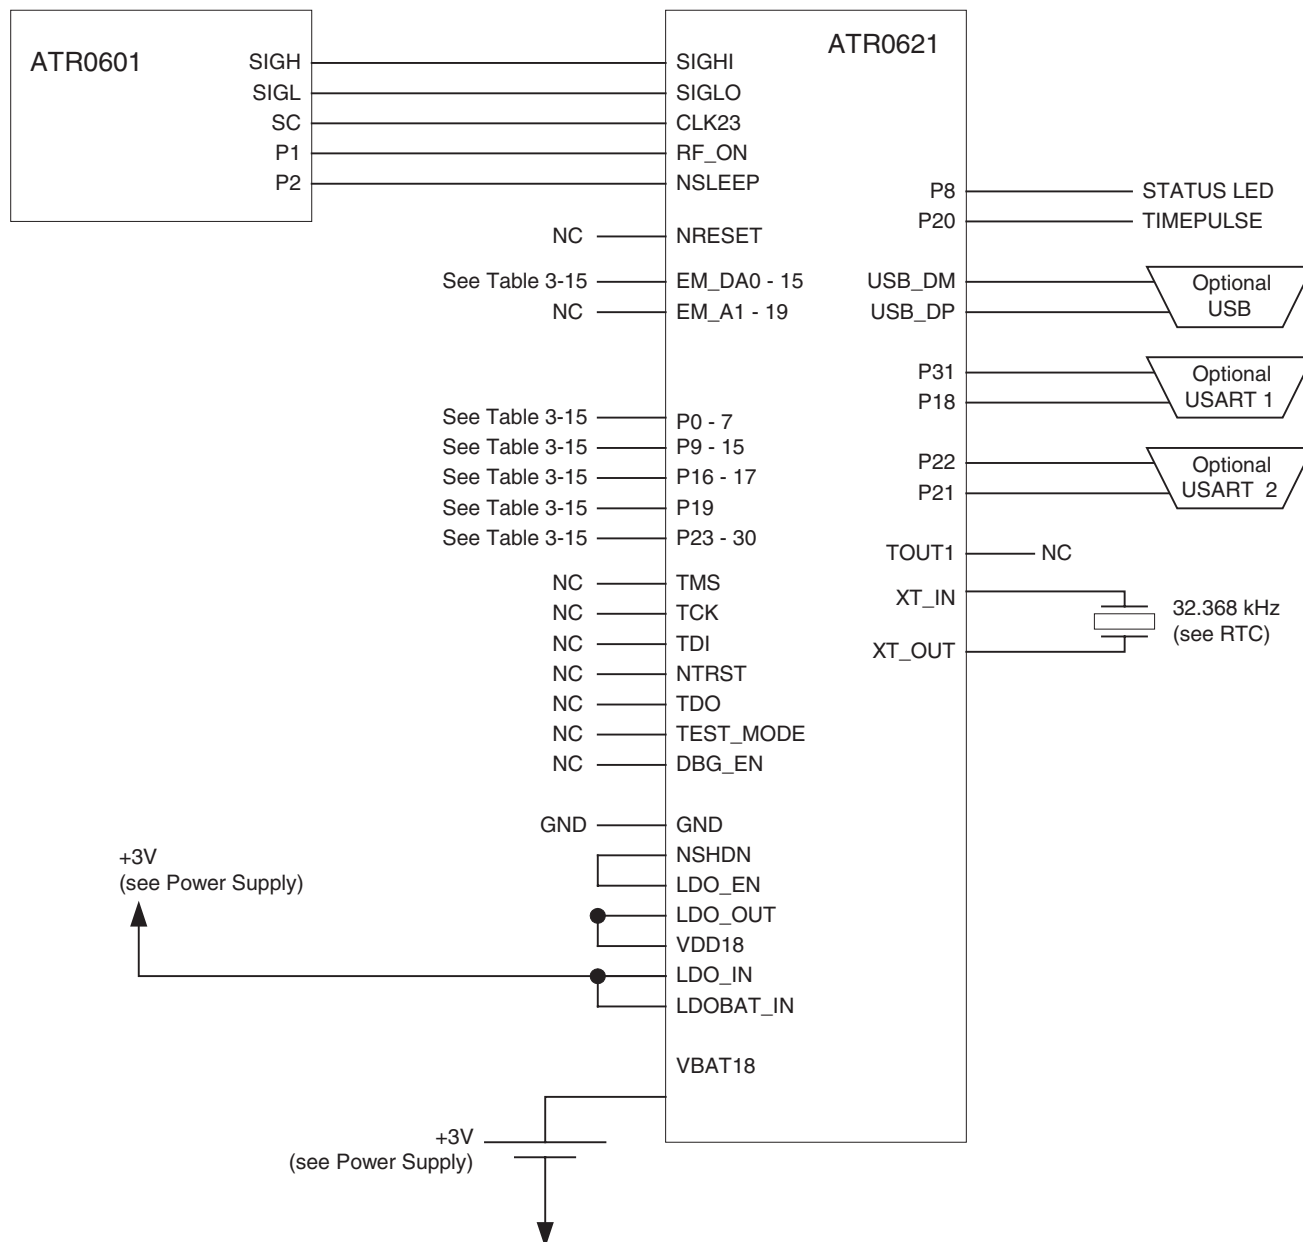 ATR0601
SIGH
SIGL
SC
P1
P2
ATR0621
SIGHI
SIGLO
CLK23
RF_ON
NSLEEP
NC
NRESET
See Table 3-15
EM_DA0 - 15
NC
EM_A1 - 19
See Table 3-15
P0 - 7
See Table 3-15
P9 - 15
See Table 3-15
P16 - 17
See Table 3-15
P19
See Table 3-15
P23 - 30
NC
TMS
NC
TCK
NC
TDI
NC
NTRST
NC
TDO
NC
TEST_MODE
NC
DBG_EN
GND
GND
NSHDN
LDO_EN
LDO_OUT
VDD18
LDO_IN
LDOBAT_IN
VBAT18
+3V
(see Power Supply)
+3V
(see Power Supply)
P8
STATUS LED
P20
TIMEPULSE
USB_DM
USB_DP
Optional
USB
P31
P18
Optional
USART 1
P22
P21
Optional
USART 2
TOUT1
NC
XT_IN
XT_OUT
32.368 kHz
(see RTC)